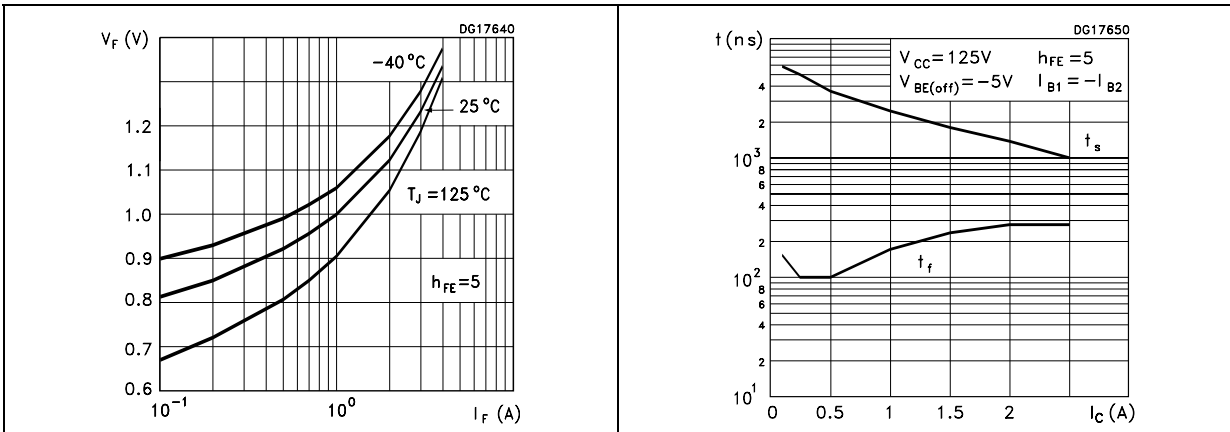 DG17640
V_F (V)
-40 °C
25 °C
T_J =125 °C
h_FE=5
1.2
1.1
1.0
0.9
0.8
0.7
0.6
10^-1
10^0
I_F (A)
DG17650
t (ns)
V_CC = 125V h_FE = 5
V_BE(off) = -5V I_B1 = -I_B2
4
2
10^3
8
6
4
2
10^2
8
6
4
2
10^1
t_s
t_f
0 0.5 1 1.5 2 I_C (A)